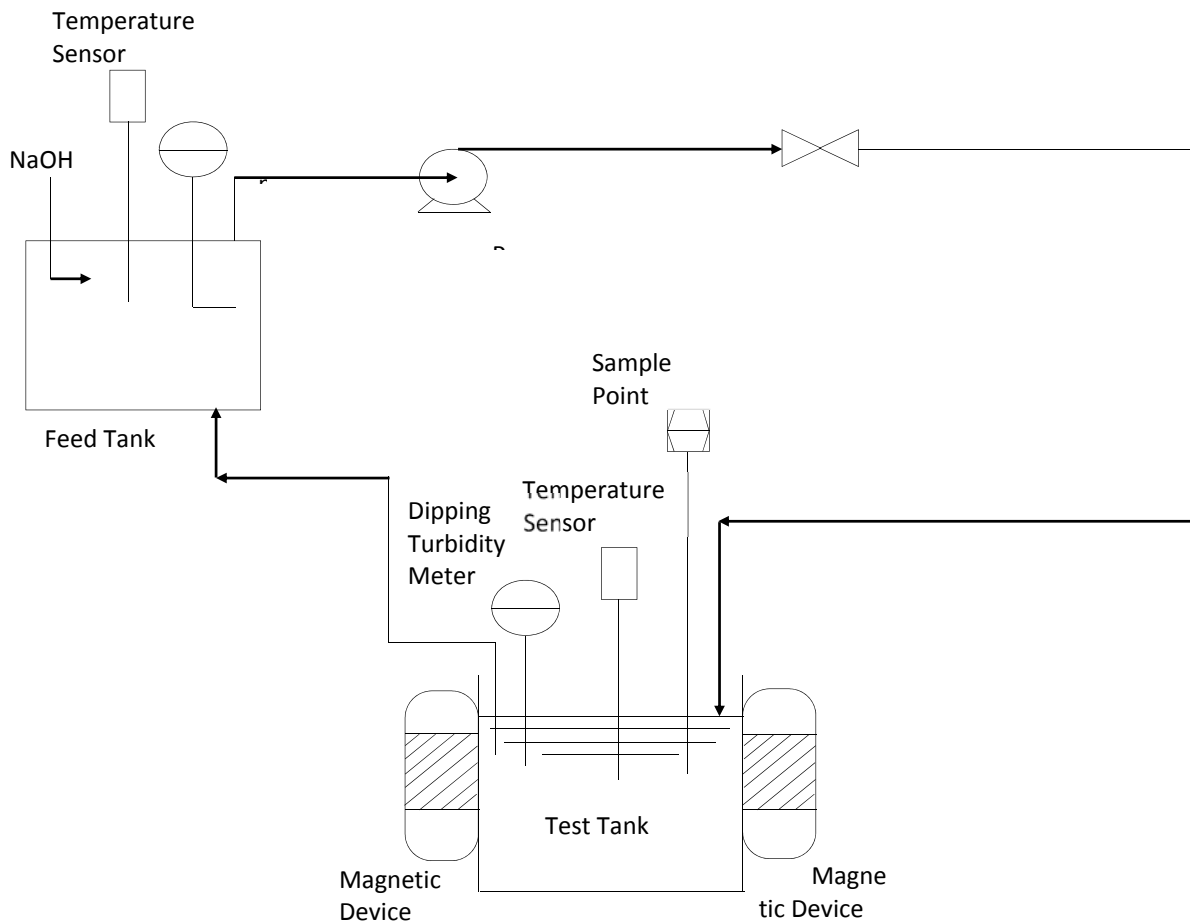 Temperature
Sensor
NaOH
Feed Tank
Sample
Point
Temperature
Sensor
Dipping
Turbidity
Meter
Test Tank
Magnetic
Device
Magne
tic Device